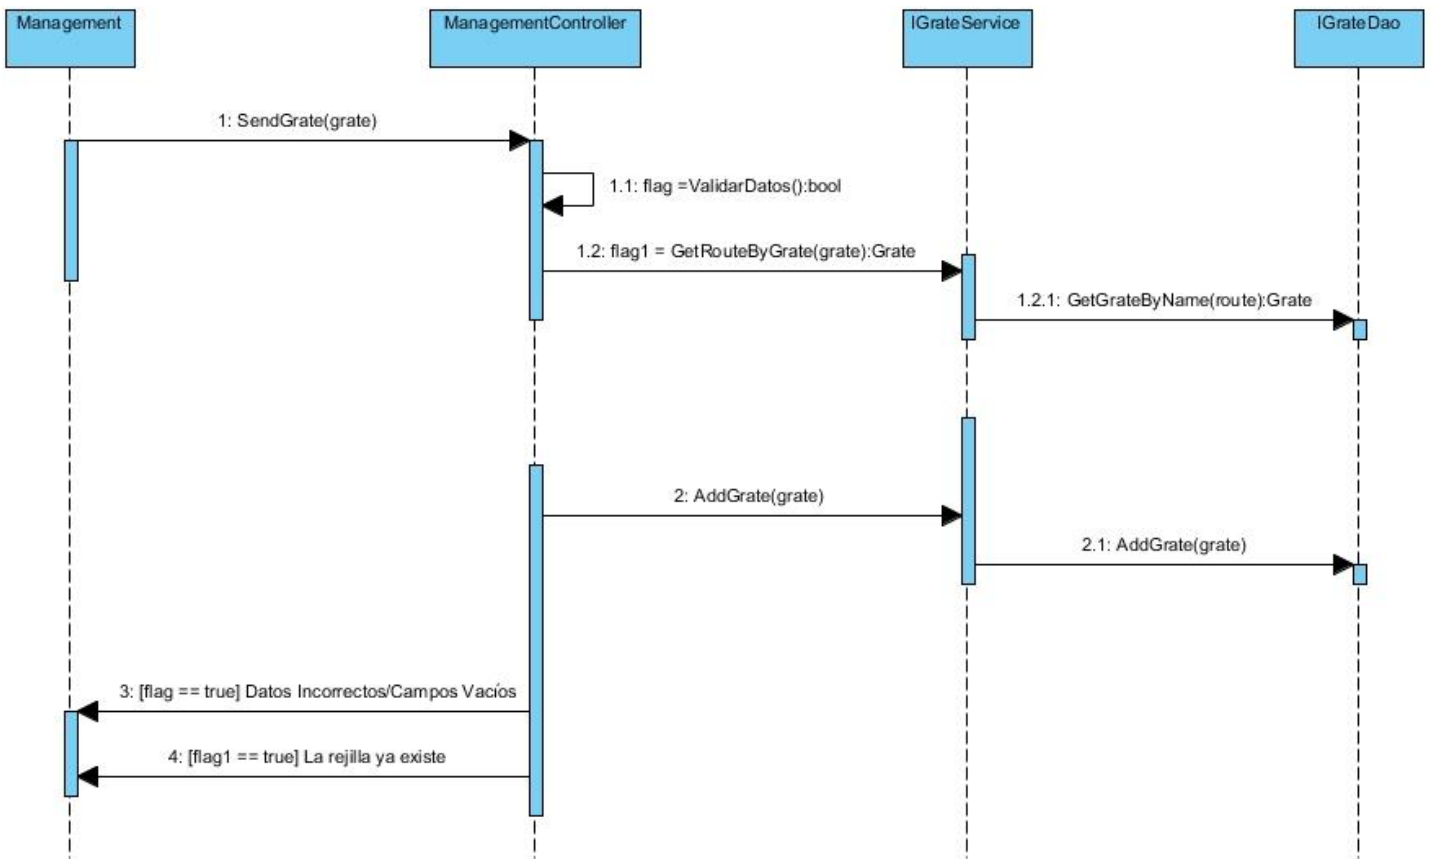 Management
ManagementController
IGrateService
IGrateDao
1: SendGrate(grate)
1.1: flag =ValidarDatos():bool
1.2: flag1 = GetRouteByGrate(grate):Grate
1.2.1: GetGrateByName(route):Grate
2: AddGrate(grate)
2.1: AddGrate(grate)
3: [flag == true] Datos Incorrectos/Campos Vacíos
4: [flag1 == true] La rejilla ya existe